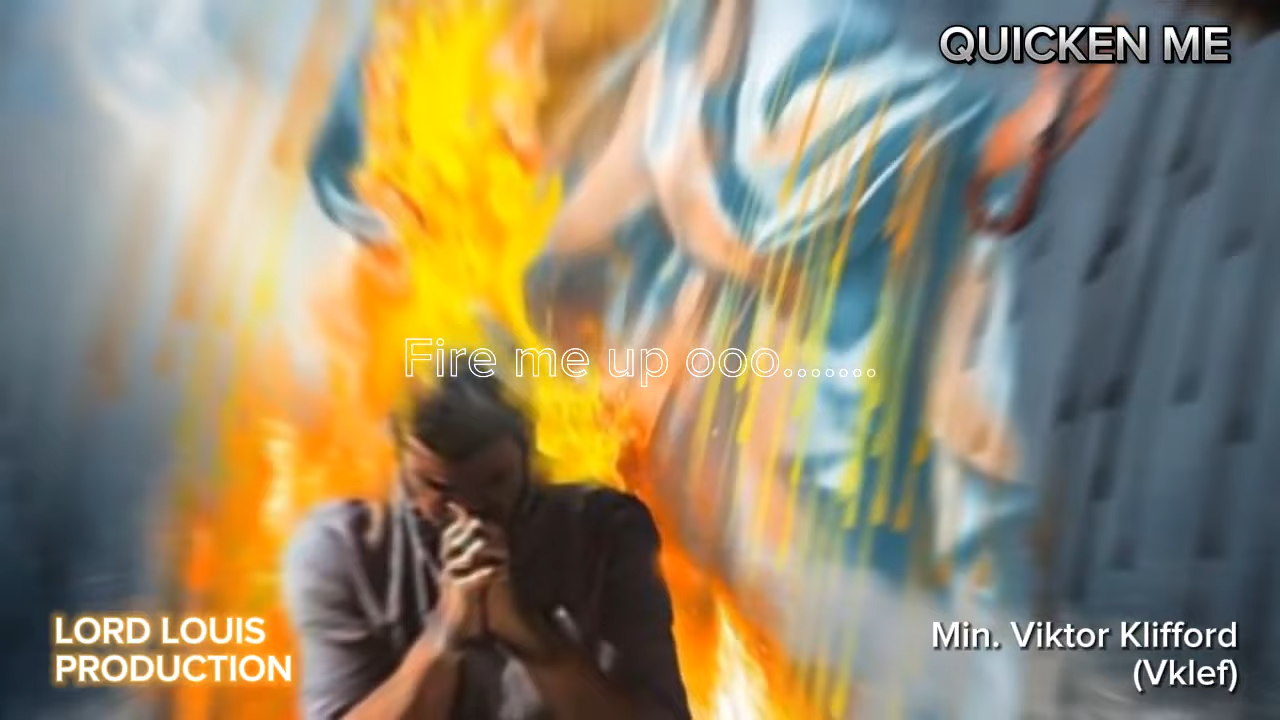 QUICKEN ME
Fire me up ooo.......
LORD LOUIS
PRODUCTION
Min. Viktor Klifford
(Vklef)